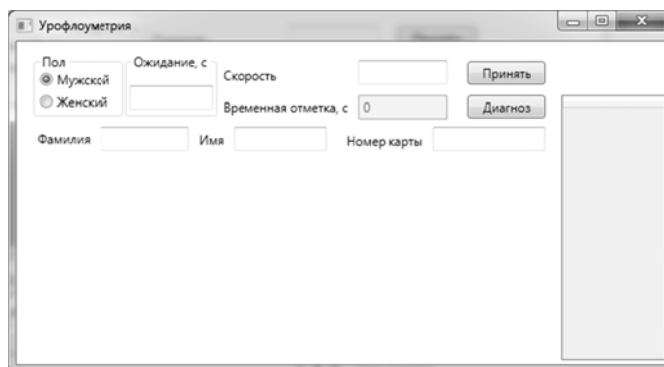 Урофлоуметрия
Пол
Мужской
Женский
Ожидание, с
Скорость
Принять
Временная отметка, с 0
Диагноз
Фамилия Имя Номер карты